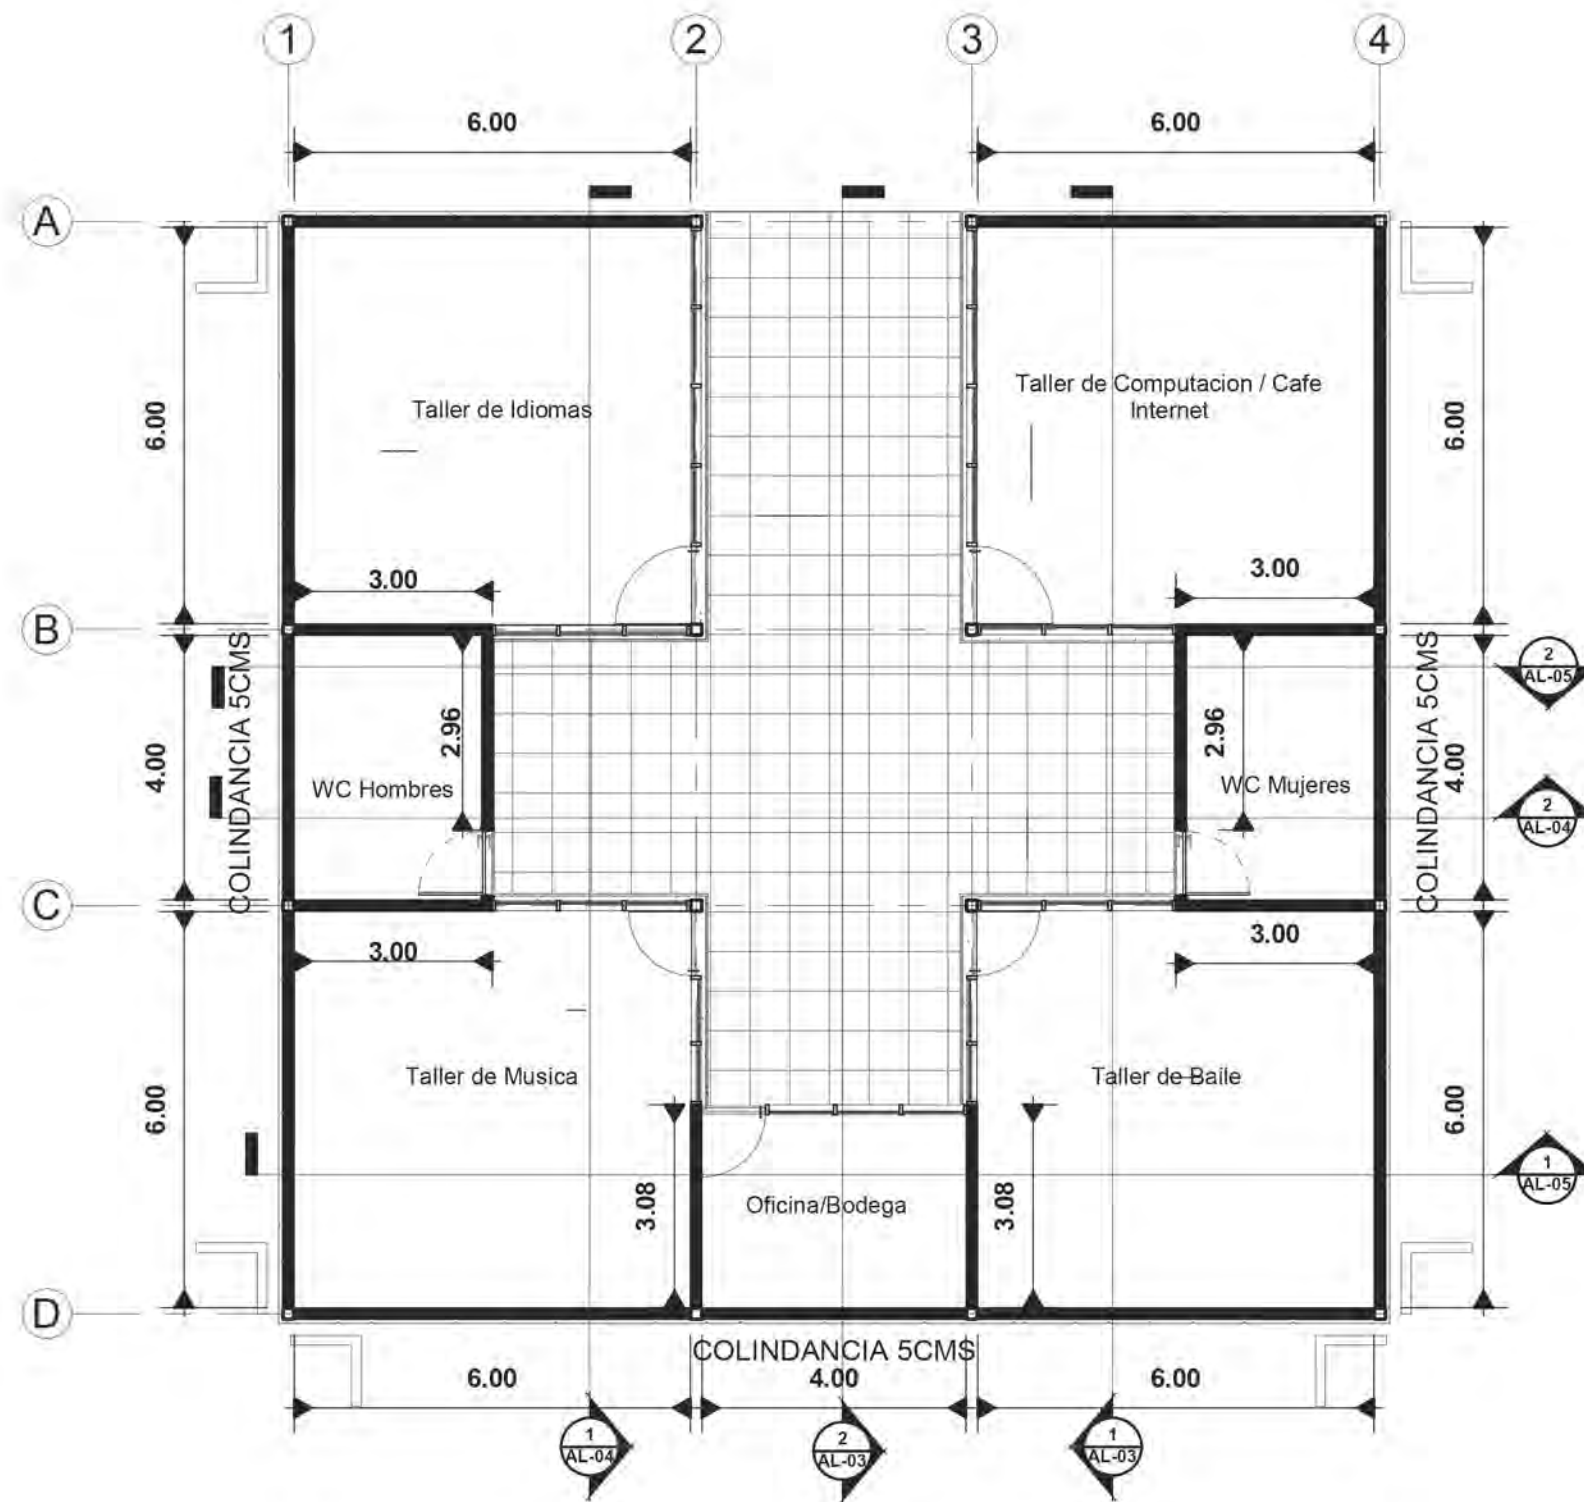 1 2 3 4
6.00 6.00
A
Taller de Idiomas
Taller de Computacion / Cafe
Internet
6.00 6.00
3.00 3.00
B
COLINDANCIA 5CMS
COLINDANCIA 5CMS
2
AL-05
2.96 2.96
4.00 4.00
WC Hombres
WC Mujeres
2
AL-04
C
3.00 3.00
Taller de Musica
Taller de Baile
6.00 6.00
1
AL-05
3.08 3.08
Oficina/Bodega
D
COLINDANCIA 5CMS
6.00 4.00 6.00
1
AL-04
2
AL-03
1
AL-03